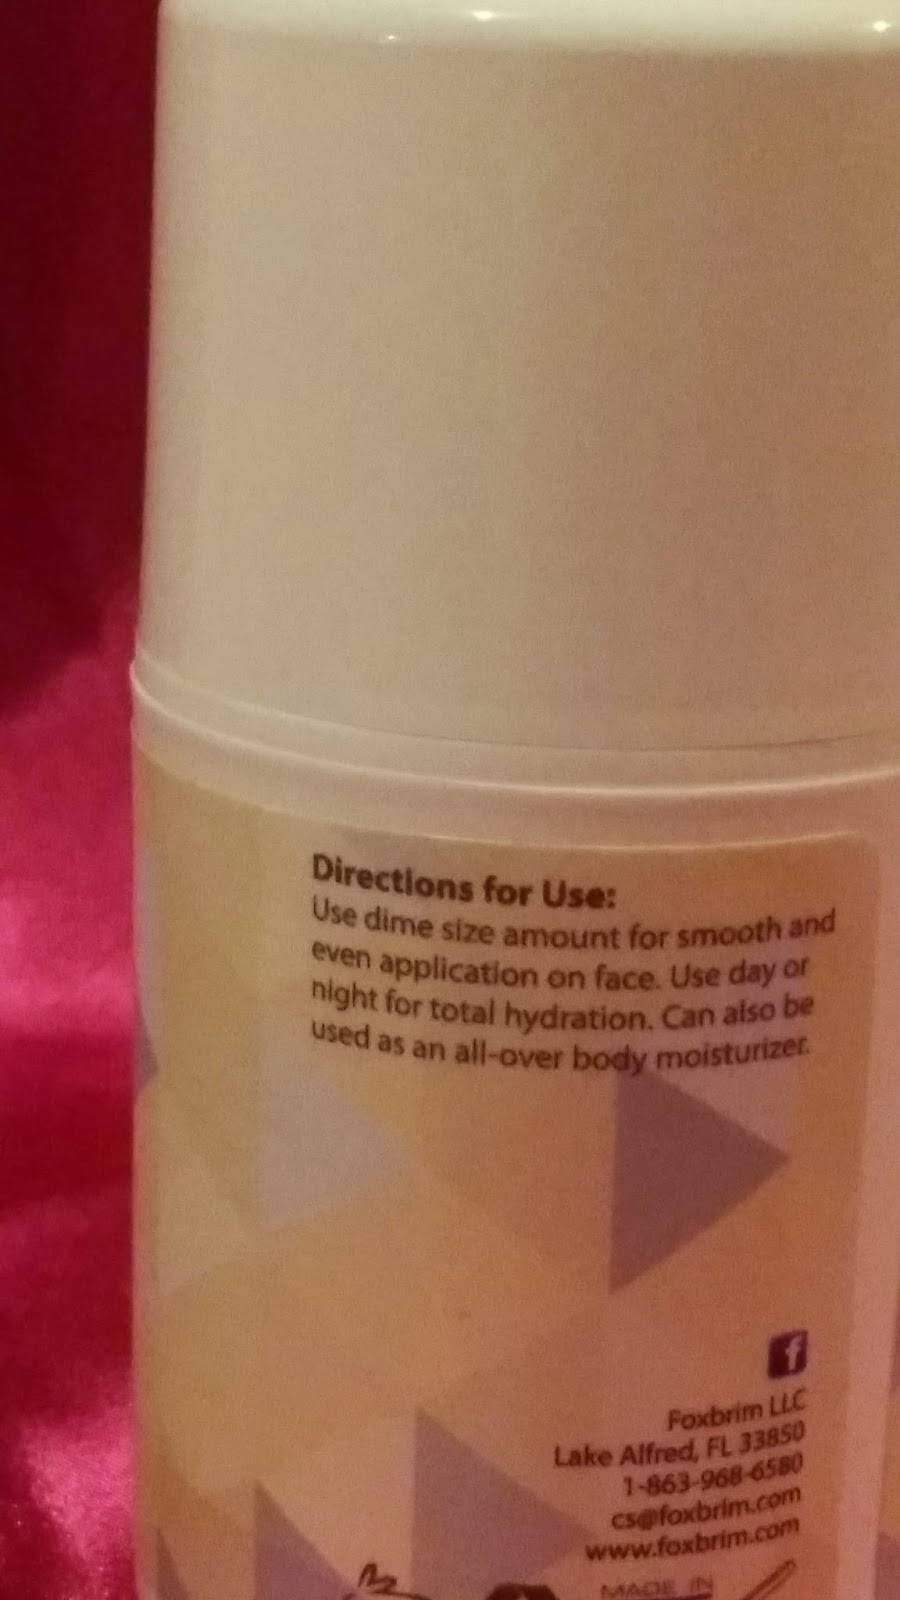 Directions for Use:
Use dime size amount for smooth and
even application on face. Use day or
night for total hydration. Can also be
used as an all-over body moisturizer.
f
Foxbrim LLC
Lake Alfred, FL 33850
1-863-968-6580
cs@foxbrim.com
www.foxbrim.com
MADE IN